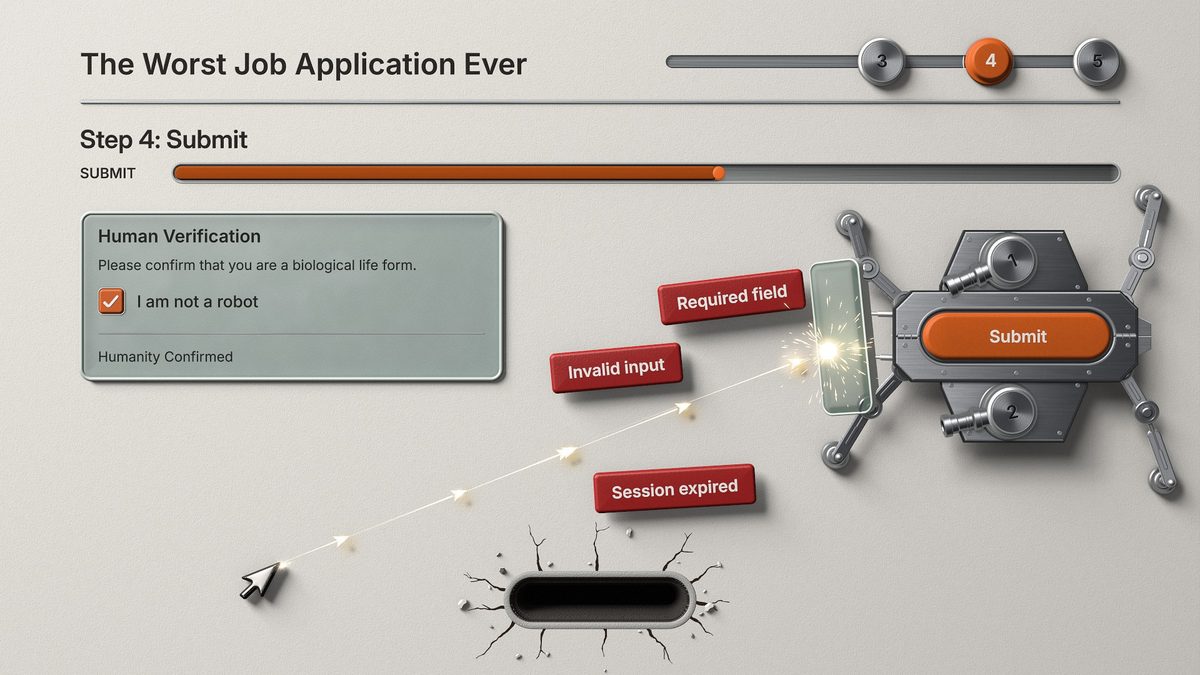 The Worst Job Application Ever
3
4
5
Step 4: Submit
SUBMIT
Human Verification
Please confirm that you are a biological life form.
I am not a robot
Humanity Confirmed
Required field
Invalid input
Session expired
1
Submit
2